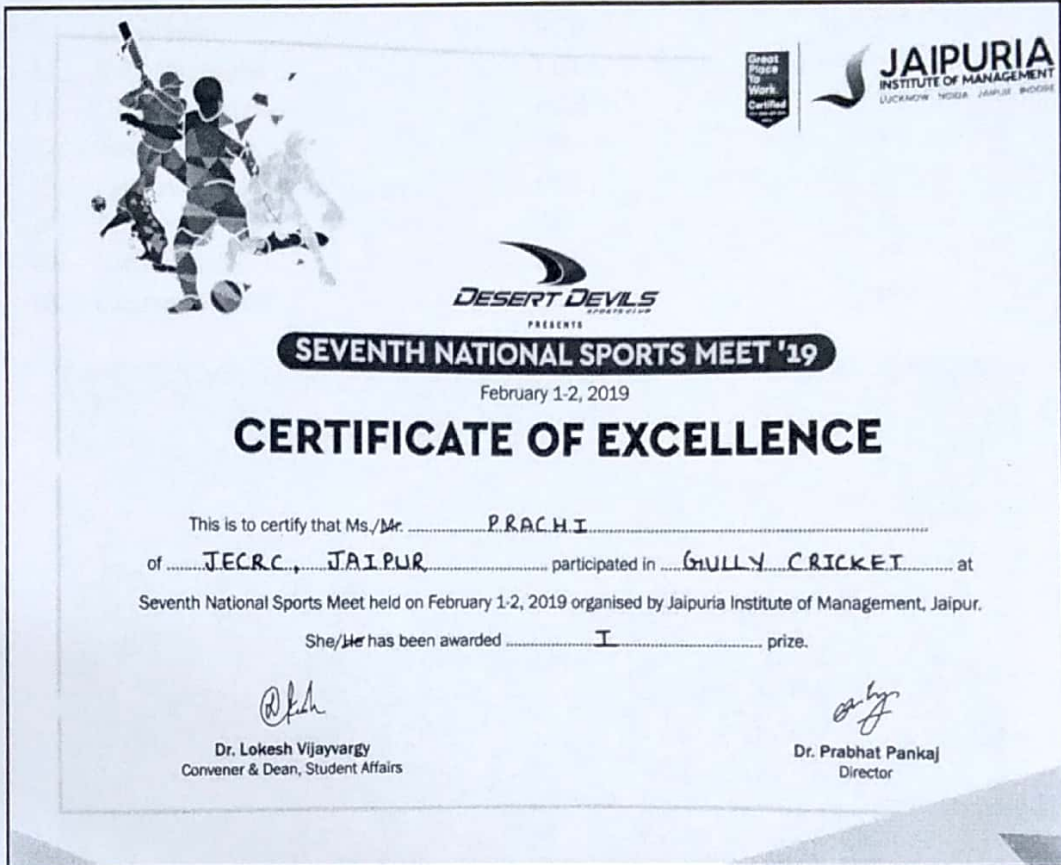 Great
Place
To
Work.
Certified
JAIPURIA
INSTITUTE OF MANAGEMENT
LUCKNOW NOIDA JAIPUR INDORE
DESERT DEVILS
SPORTS CLUB
PRESENTS
SEVENTH NATIONAL SPORTS MEET '19
February 1-2, 2019
CERTIFICATE OF EXCELLENCE
This is to certify that Ms./Mr. PRACHI
of JECRC, JAIPUR participated in GULLY CRICKET at
Seventh National Sports Meet held on February 1-2, 2019 organised by Jaipuria Institute of Management, Jaipur.
She/He has been awarded I prize.
Dr. Lokesh Vijayvargy
Convener & Dean, Student Affairs
Dr. Prabhat Pankaj
Director